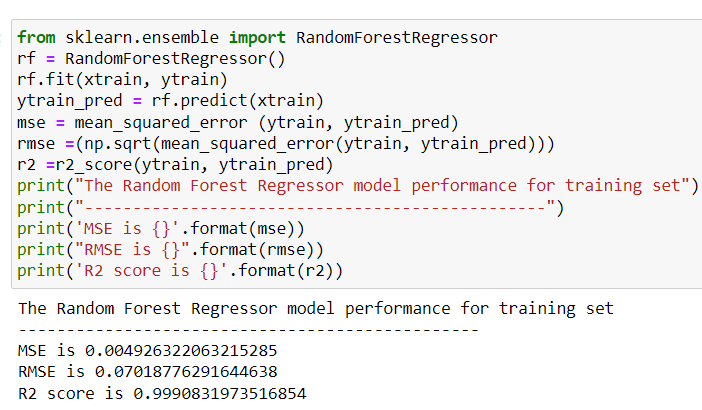 from sklearn.ensemble import RandomForestRegressor
rf = RandomForestRegressor()
rf.fit(xtrain, ytrain)
ytrain_pred = rf.predict(xtrain)
mse = mean_squared_error (ytrain, ytrain_pred)
rmse =(np.sqrt(mean_squared_error(ytrain, ytrain_pred)))
r2 =r2_score(ytrain, ytrain_pred)
print("The Random Forest Regressor model performance for training set")
print("------------------------------------------------")
print('MSE is {}'.format(mse))
print("RMSE is {}".format(rmse))
print('R2 score is {}'.format(r2))
The Random Forest Regressor model performance for training set
------------------------------------------------
MSE is 0.004926322063215285
RMSE is 0.07018776291644638
R2 score is 0.9990831973516854